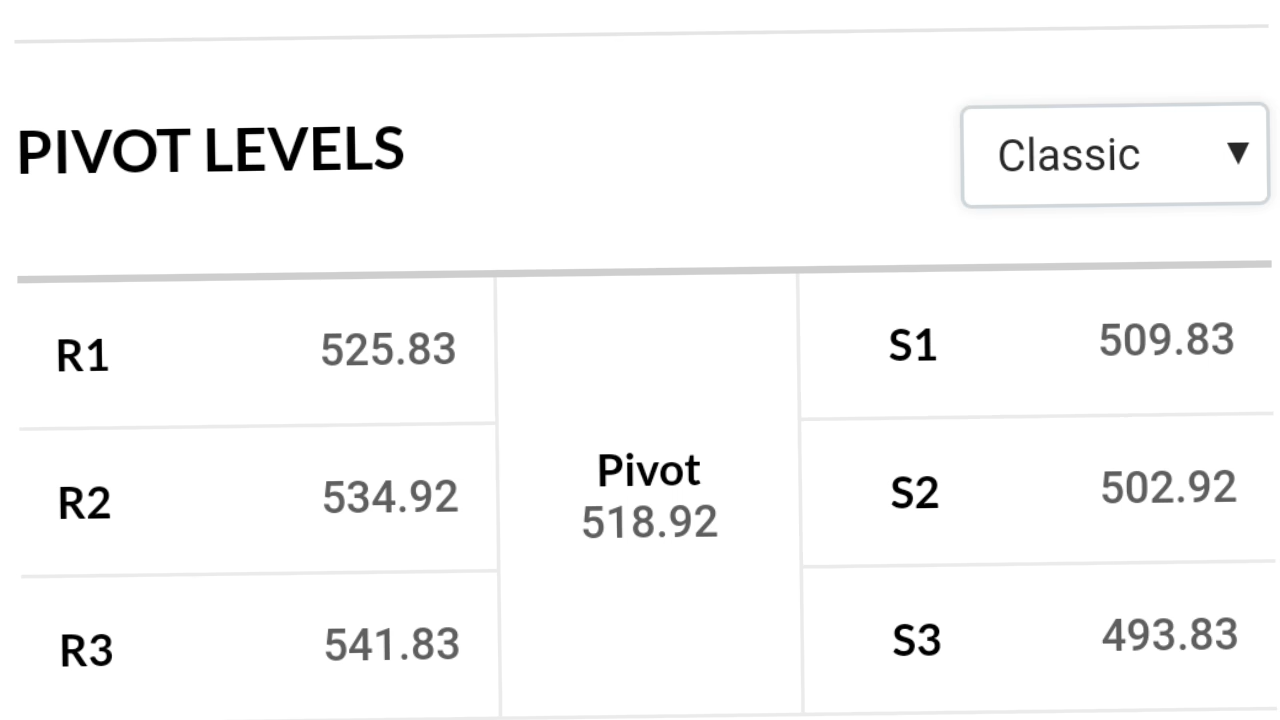 PIVOT LEVELS
Classic
R1 525.83
R2 534.92
R3 541.83
Pivot
518.92
S1 509.83
S2 502.92
S3 493.83